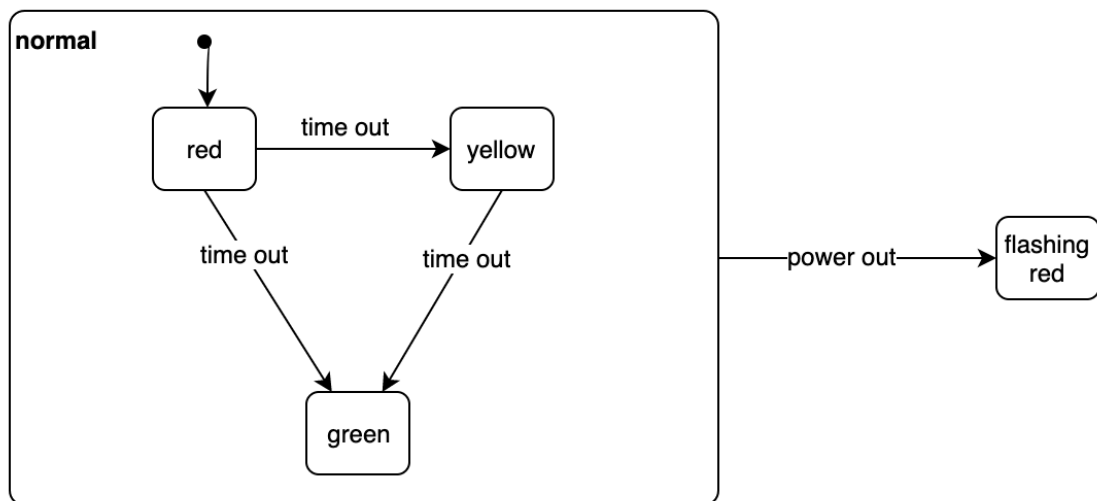 normal
time out
red
yellow
time out
time out
power out
flashing
red
green